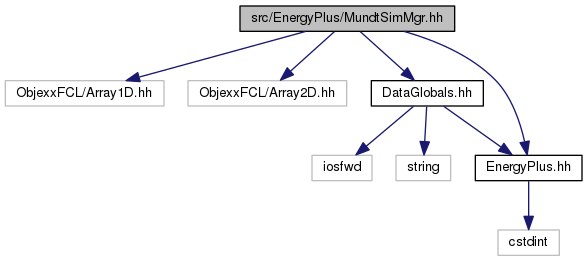 src/EnergyPlus/MundtSimMgr.hh
ObjexxFCL/Array1D.hh
ObjexxFCL/Array2D.hh
DataGlobals.hh
iosfwd
string
EnergyPlus.hh
cstdint